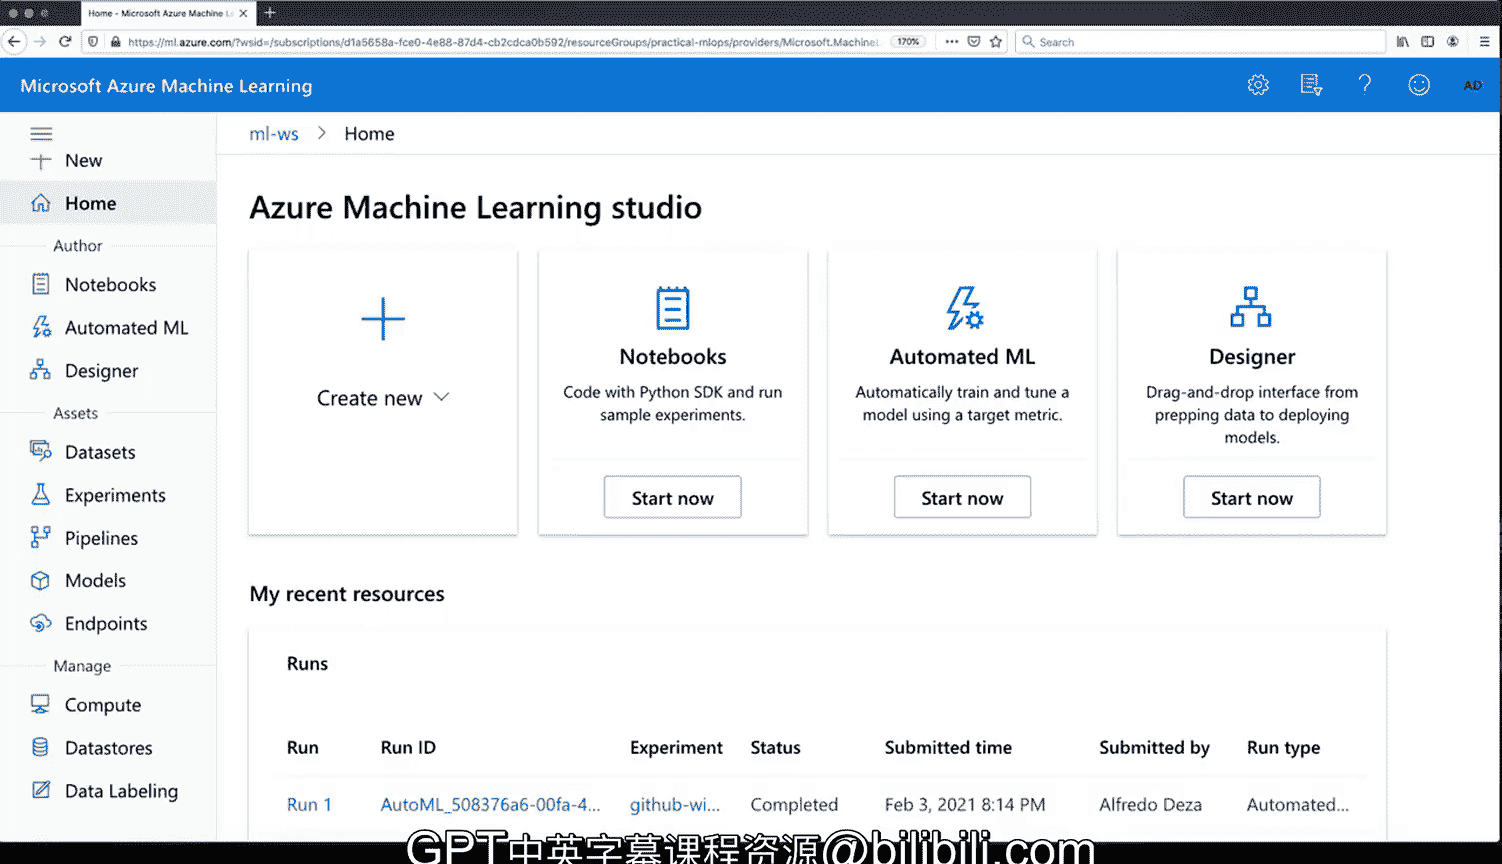 Home - Microsoft Azure Machine L
https://ml.azure.com/?wsid=/subscriptions/d1a5658a-fce0-4e88-87d4-cb2cdca0b592/resourceGroups/practical-mlops/providers/Microsoft.MachineL
170%
Search
Microsoft Azure Machine Learning
AD
ml-ws > Home
New
Home
Author
Notebooks
Automated ML
Designer
Assets
Datasets
Experiments
Pipelines
Models
Endpoints
Manage
Compute
Datastores
Data Labeling
Azure Machine Learning studio
Create new
Notebooks
Code with Python SDK and run
sample experiments.
Start now
Automated ML
Automatically train and tune a
model using a target metric.
Start now
Designer
Drag-and-drop interface from
prepping data to deploying
models.
Start now
My recent resources
Runs
Run Run ID Experiment Status Submitted time Submitted by Run type
Run 1 AutoML_508376a6-00fa-4... github-wi... Completed Feb 3, 2021 8:14 PM Alfredo Deza Automated...
GPT中英字幕课程资源@bilibili.com